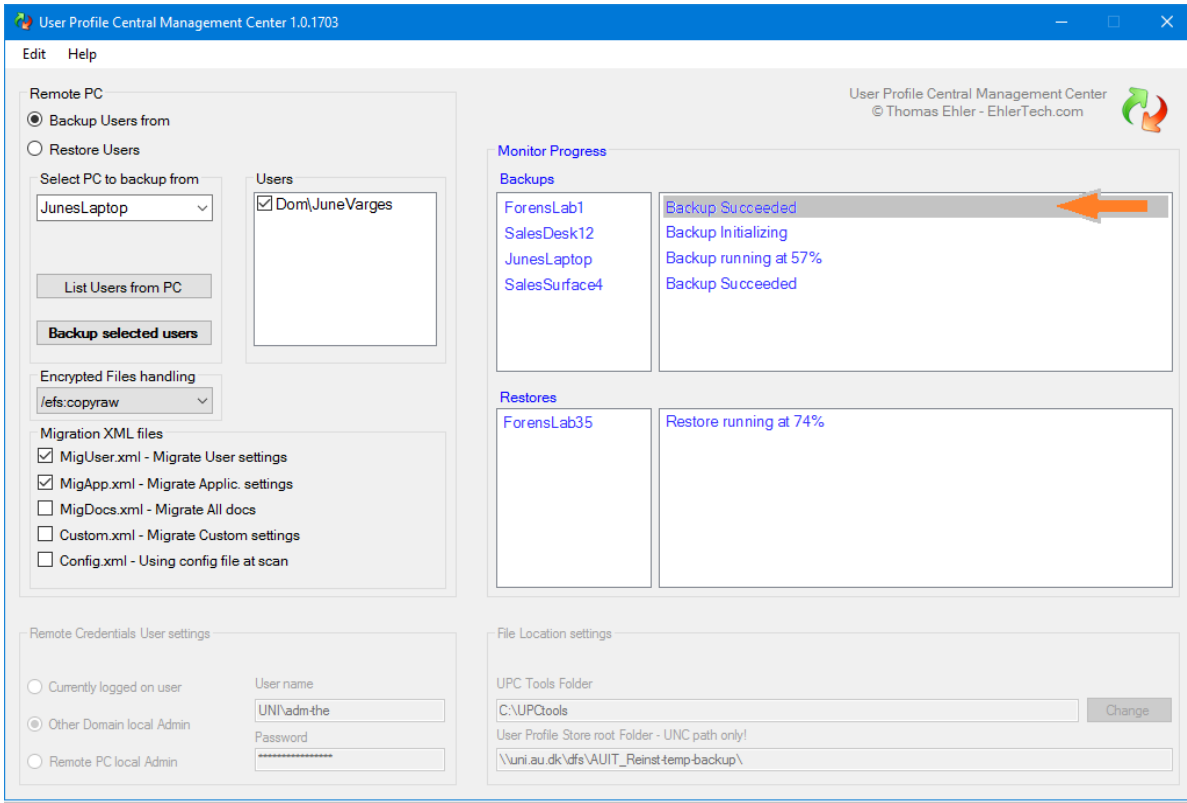 User Profile Central Management Center 1.0.1703
Edit Help
Remote PC
Backup Users from
Restore Users
Select PC to backup from
JunesLaptop
List Users from PC
Backup selected users
Users
Dom\JuneVarges
Encrypted Files handling
/efs:copyraw
Migration XML files
MigUser.xml - Migrate User settings
MigApp.xml - Migrate Applic. settings
MigDocs.xml - Migrate All docs
Custom.xml - Migrate Custom settings
Config.xml - Using config file at scan
User Profile Central Management Center
© Thomas Ehler - EhlerTech.com
Monitor Progress
Backups
ForensLab1 Backup Succeeded
SalesDesk12 Backup Initializing
JunesLaptop Backup running at 57%
SalesSurface4 Backup Succeeded
Restores
ForensLab35 Restore running at 74%
Remote Credentials User settings
Currently logged on user
Other Domain local Admin
Remote PC local Admin
User name
UNI\adm-the
Password
****************
File Location settings
UPC Tools Folder
C:\UPCtools
Change
User Profile Store root Folder - UNC path only!
\\uni.au.dk\dfs\AUIT_Reinst-temp-backup\